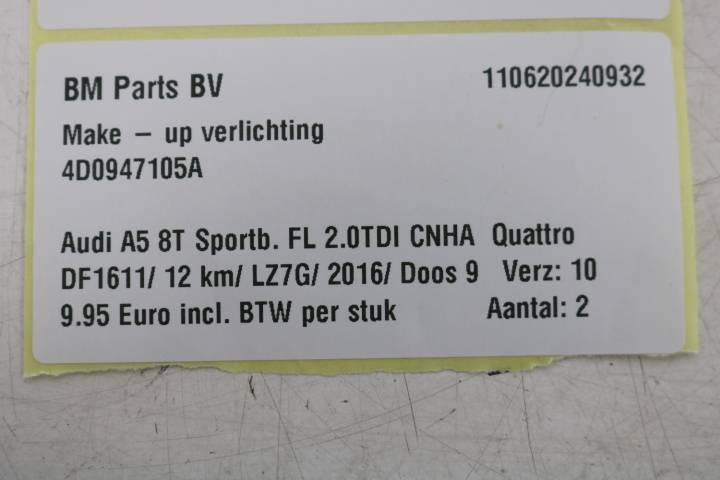 BM Parts BV 110620240932
Make – up verlichting
4D0947105A
Audi A5 8T Sportb. FL 2.0TDI CNHA Quattro
DF1611/ 12 km/ LZ7G/ 2016/ Doos 9 Verz: 10
9.95 Euro incl. BTW per stuk Aantal: 2